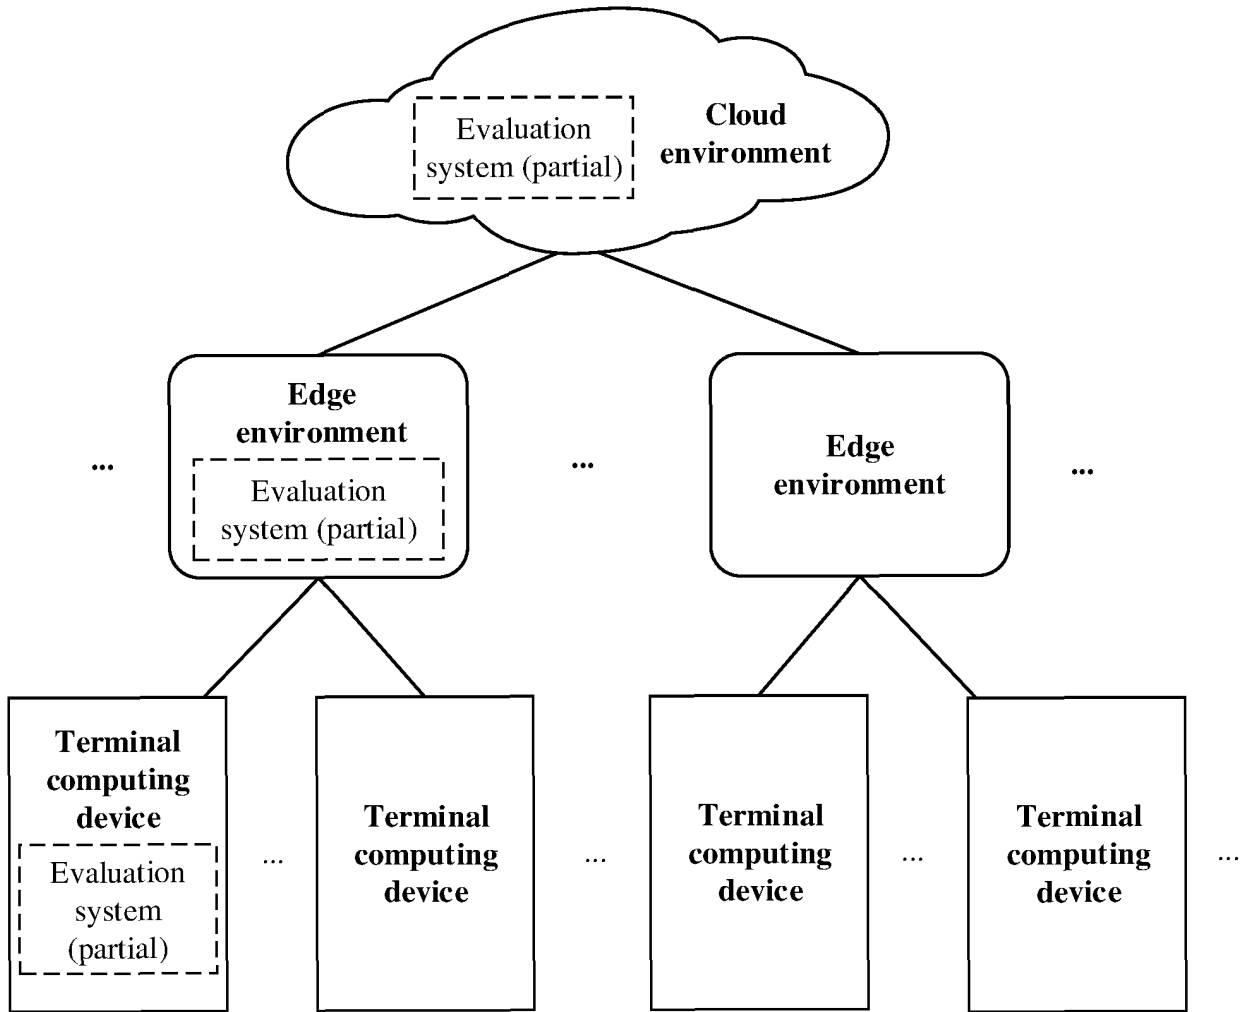 Evaluation
system (partial)
Cloud
environment
Edge
environment
Evaluation
system (partial)
...
...
Edge
environment
...
Terminal
computing
device
Evaluation
system
(partial)
...
Terminal
computing
device
...
Terminal
computing
device
...
Terminal
computing
device
...